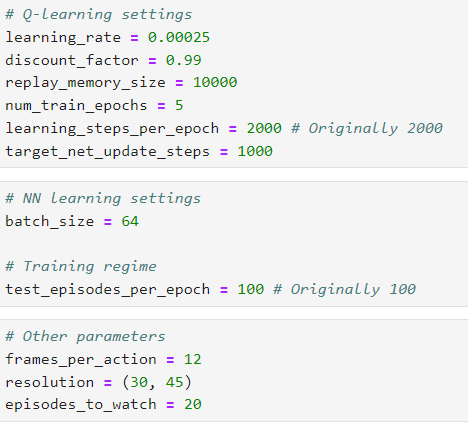 # Q-learning settings
learning_rate = 0.00025
discount_factor = 0.99
replay_memory_size = 10000
num_train_epochs = 5
learning_steps_per_epoch = 2000 # Originally 2000
target_net_update_steps = 1000
# NN learning settings
batch_size = 64
# Training regime
test_episodes_per_epoch = 100 # Originally 100
# Other parameters
frames_per_action = 12
resolution = (30, 45)
episodes_to_watch = 20